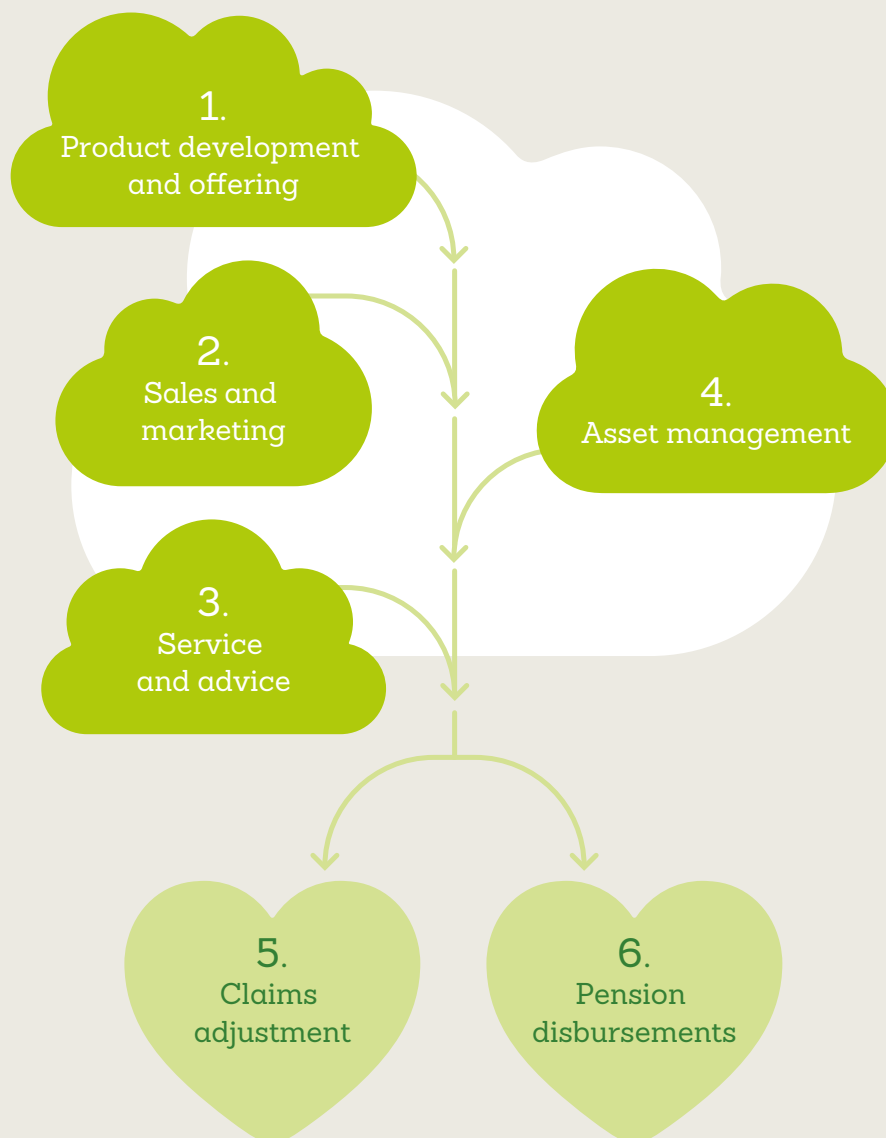 1.
Product development
and offering
2.
Sales and
marketing
4.
Asset management
3.
Service
and advice
5.
Claims
adjustment
6.
Pension
disbursements